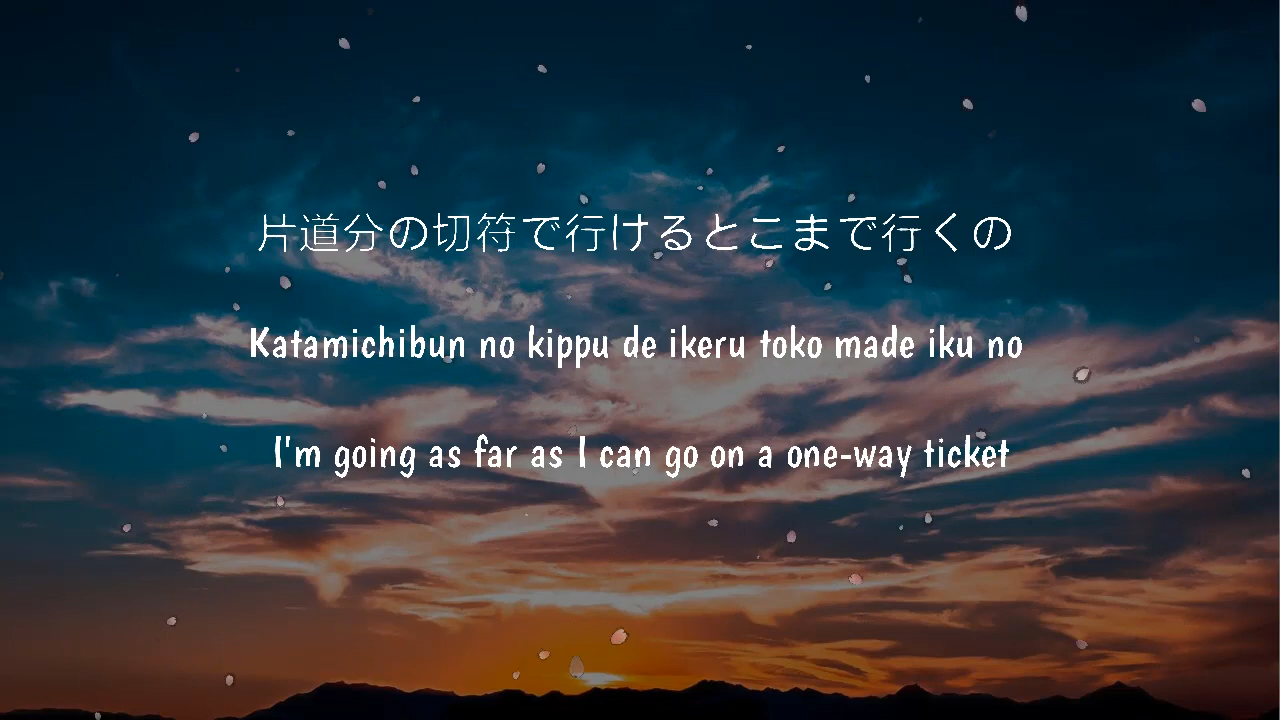 片道分の切符で行けるとこまで行くの
Katamichibun no kippu de ikeru toko made iku no
I'm going as far as I can go on a one-way ticket